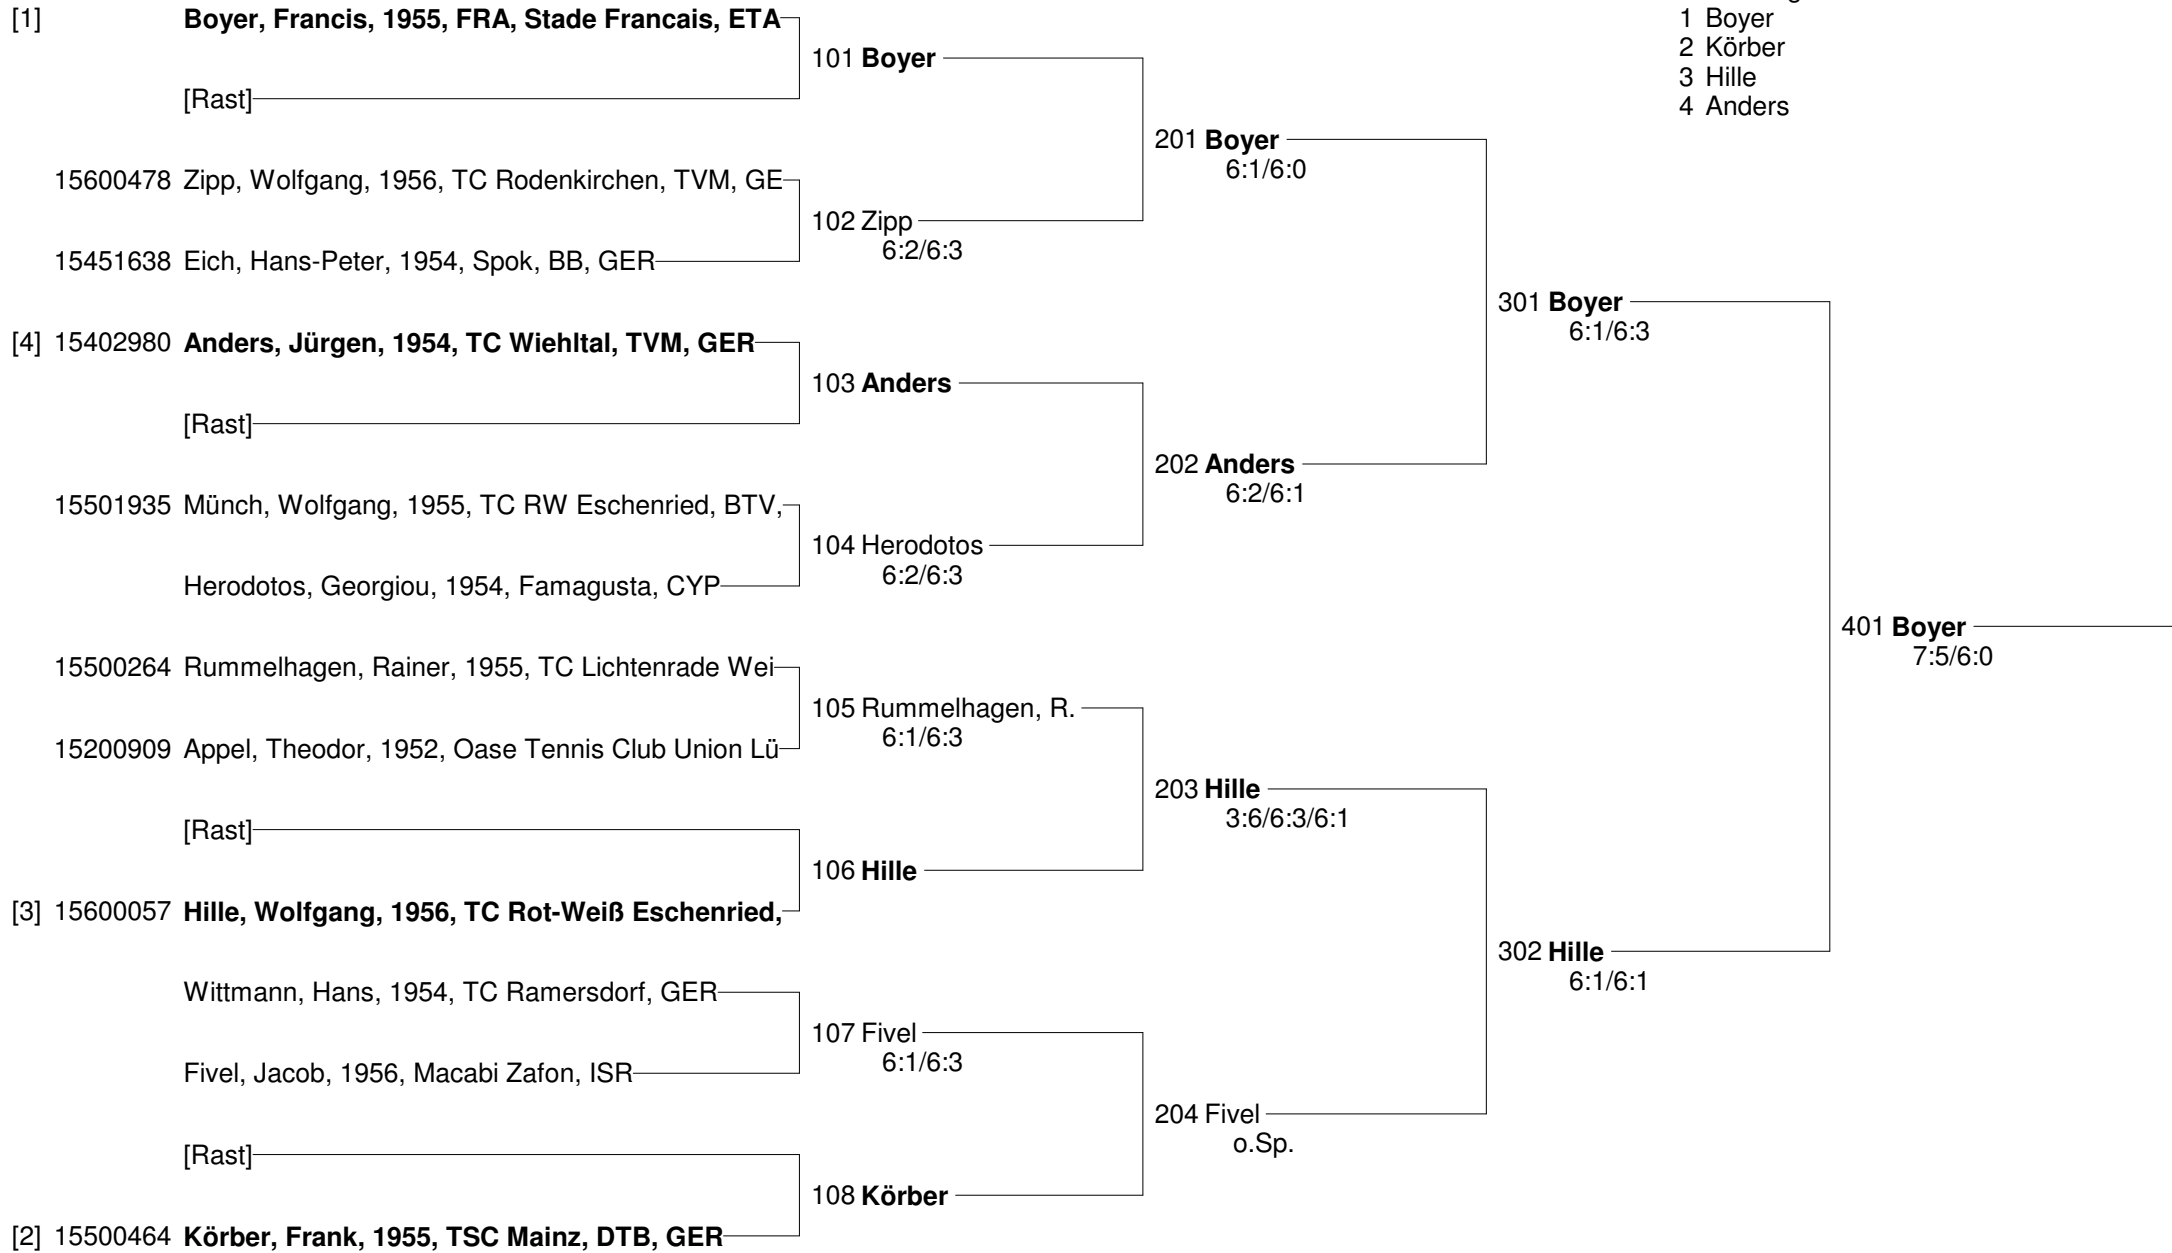 [1] Boyer, Francis, 1955, FRA, Stade Francais, ETA
[Rast]
15600478 Zipp, Wolfgang, 1956, TC Rodenkirchen, TVM, GE
15451638 Eich, Hans-Peter, 1954, Spok, BB, GER
[4] 15402980 Anders, Jürgen, 1954, TC Wiehltal, TVM, GER
[Rast]
15501935 Münch, Wolfgang, 1955, TC RW Eschenried, BTV,
Herodotos, Georgiou, 1954, Famagusta, CYP
15500264 Rummelhagen, Rainer, 1955, TC Lichtenrade Wei
15200909 Appel, Theodor, 1952, Oase Tennis Club Union Lü
[Rast]
[3] 15600057 Hille, Wolfgang, 1956, TC Rot-Weiß Eschenried,
Wittmann, Hans, 1954, TC Ramersdorf, GER
Fivel, Jacob, 1956, Macabi Zafon, ISR
[Rast]
[2] 15500464 Körber, Frank, 1955, TSC Mainz, DTB, GER
101 Boyer
102 Zipp
6:2/6:3
103 Anders
104 Herodotos
6:2/6:3
105 Rummelhagen, R.
6:1/6:3
106 Hille
107 Fivel
6:1/6:3
108 Körber
201 Boyer
6:1/6:0
202 Anders
6:2/6:1
203 Hille
3:6/6:3/6:1
204 Fivel
o.Sp.
301 Boyer
6:1/6:3
302 Hille
6:1/6:1
401 Boyer
7:5/6:0
1 Boyer
2 Körber
3 Hille
4 Anders